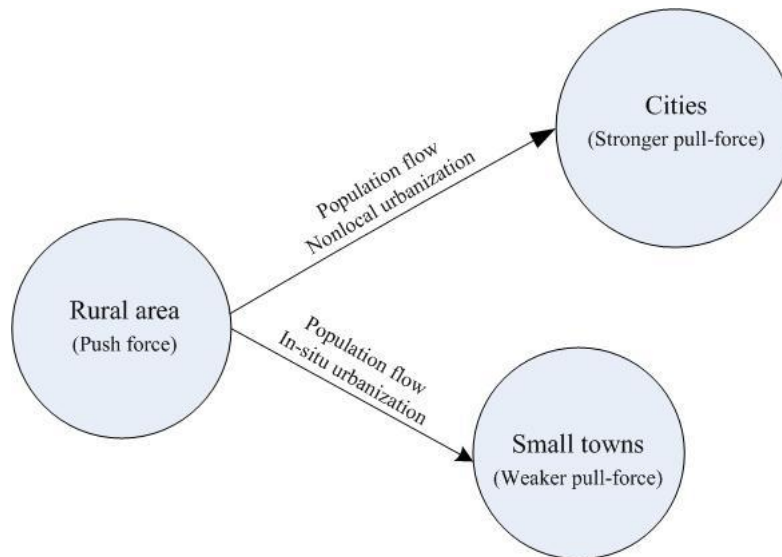 Cities
(Stronger pull-force)
Population flow
Nonlocal urbanization
Rural area
(Push force)
Population flow
In-situ urbanization
Small towns
(Weaker pull-force)